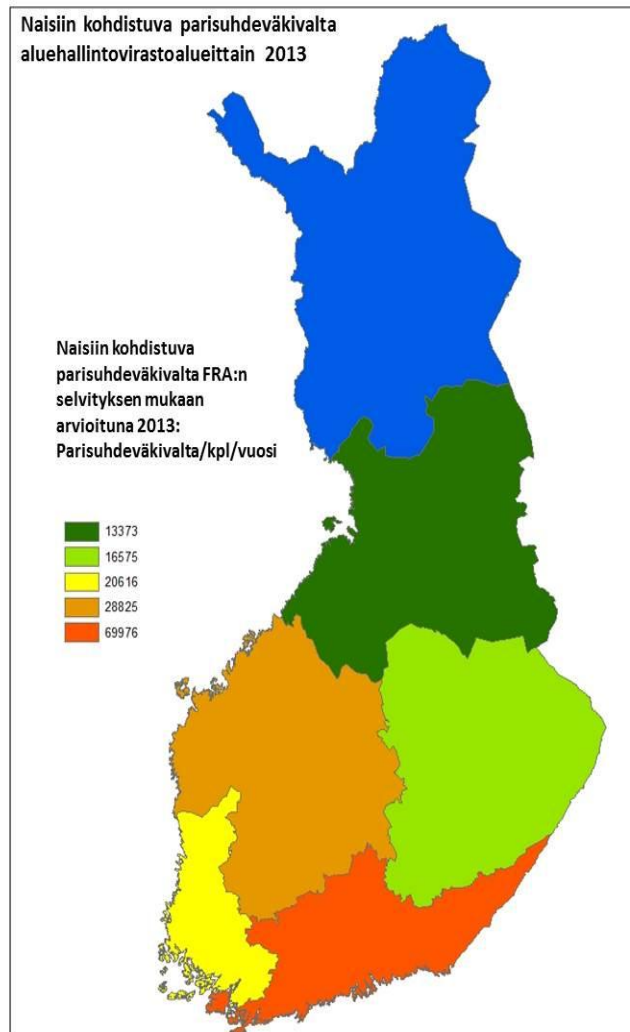 Naisiin kohdistuva parisuhdeväkivalta
aluehallintovirastoalueittain 2013
Naisiin kohdistuva
parisuhdeväkivalta FRA:n
selvityksen mukaan
arvioituna 2013:
Parisuhdeväkivalta/kpl/vuosi
13373
16575
20616
28825
69976